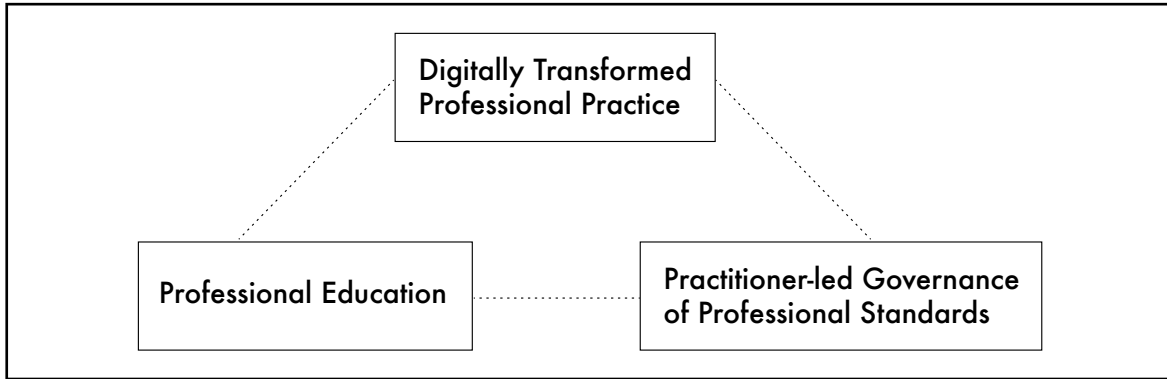 Digitally Transformed
Professional Practice
Professional Education
Practitioner-led Governance
of Professional Standards